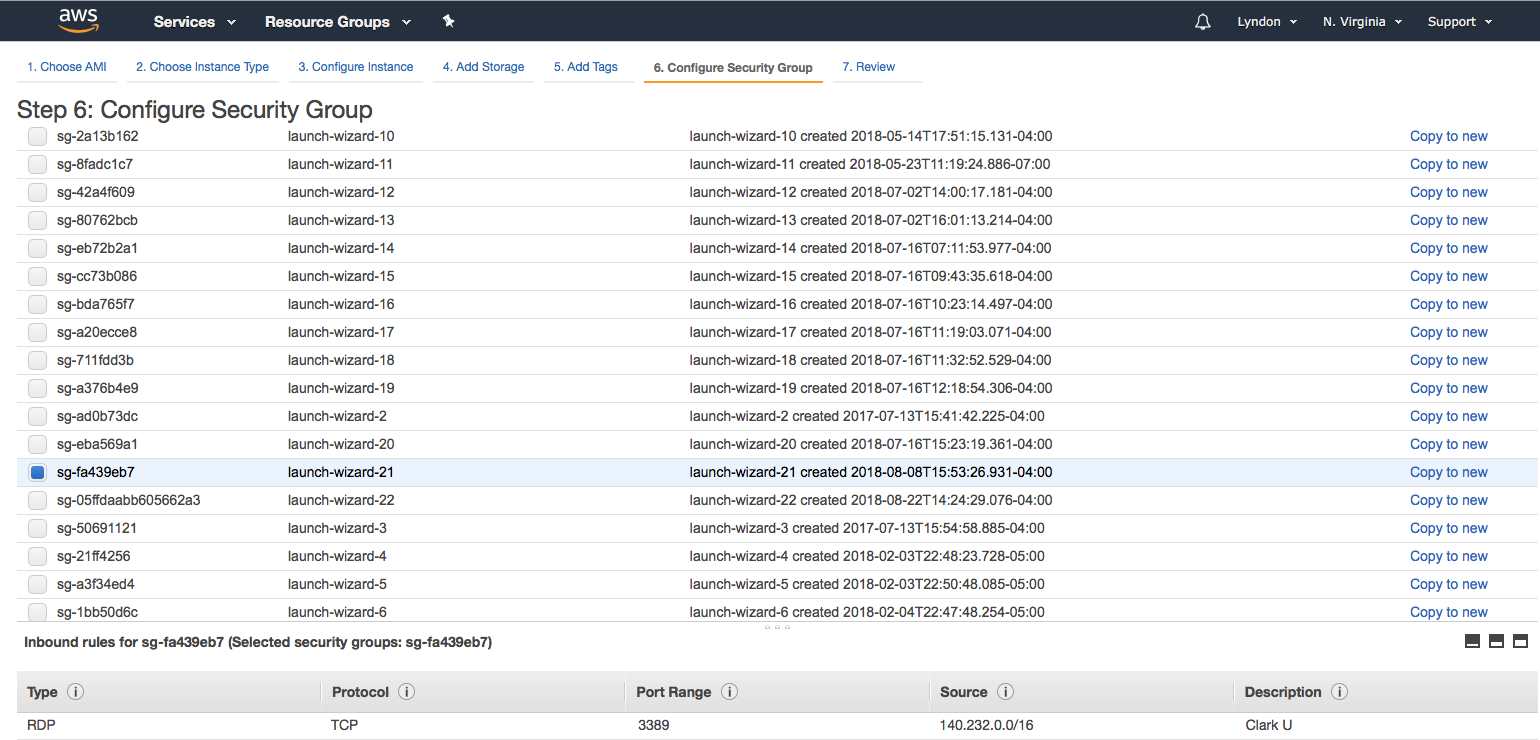 aws Services Resource Groups Lyndon N. Virginia Support
1. Choose AMI 2. Choose Instance Type 3. Configure Instance 4. Add Storage 5. Add Tags 6. Configure Security Group 7. Review
Step 6: Configure Security Group
sg-2a13b162 launch-wizard-10 launch-wizard-10 created 2018-05-14T17:51:15.131-04:00 Copy to new
sg-8fadc1c7 launch-wizard-11 launch-wizard-11 created 2018-05-23T11:19:24.886-07:00 Copy to new
sg-42a4f609 launch-wizard-12 launch-wizard-12 created 2018-07-02T14:00:17.181-04:00 Copy to new
sg-80762bcb launch-wizard-13 launch-wizard-13 created 2018-07-02T16:01:13.214-04:00 Copy to new
sg-eb72b2a1 launch-wizard-14 launch-wizard-14 created 2018-07-16T07:11:53.977-04:00 Copy to new
sg-cc73b086 launch-wizard-15 launch-wizard-15 created 2018-07-16T09:43:35.618-04:00 Copy to new
sg-bda765f7 launch-wizard-16 launch-wizard-16 created 2018-07-16T10:23:14.497-04:00 Copy to new
sg-a20ecce8 launch-wizard-17 launch-wizard-17 created 2018-07-16T11:19:03.071-04:00 Copy to new
sg-711fdd3b launch-wizard-18 launch-wizard-18 created 2018-07-16T11:32:52.529-04:00 Copy to new
sg-a376b4e9 launch-wizard-19 launch-wizard-19 created 2018-07-16T12:18:54.306-04:00 Copy to new
sg-ad0b73dc launch-wizard-2 launch-wizard-2 created 2017-07-13T15:41:42.225-04:00 Copy to new
sg-eba569a1 launch-wizard-20 launch-wizard-20 created 2018-07-16T15:23:19.361-04:00 Copy to new
sg-fa439eb7 launch-wizard-21 launch-wizard-21 created 2018-08-08T15:53:26.931-04:00 Copy to new
sg-05ffdaabb605662a3 launch-wizard-22 launch-wizard-22 created 2018-08-22T14:24:29.076-04:00 Copy to new
sg-50691121 launch-wizard-3 launch-wizard-3 created 2017-07-13T15:54:58.885-04:00 Copy to new
sg-21ff4256 launch-wizard-4 launch-wizard-4 created 2018-02-03T22:48:23.728-05:00 Copy to new
sg-a3f34ed4 launch-wizard-5 launch-wizard-5 created 2018-02-03T22:50:48.085-05:00 Copy to new
sg-1bb50d6c launch-wizard-6 launch-wizard-6 created 2018-02-04T22:47:48.254-05:00 Copy to new
Inbound rules for sg-fa439eb7 (Selected security groups: sg-fa439eb7)
Type i Protocol i Port Range i Source i Description i
RDP TCP 3389 140.232.0.0/16 Clark U